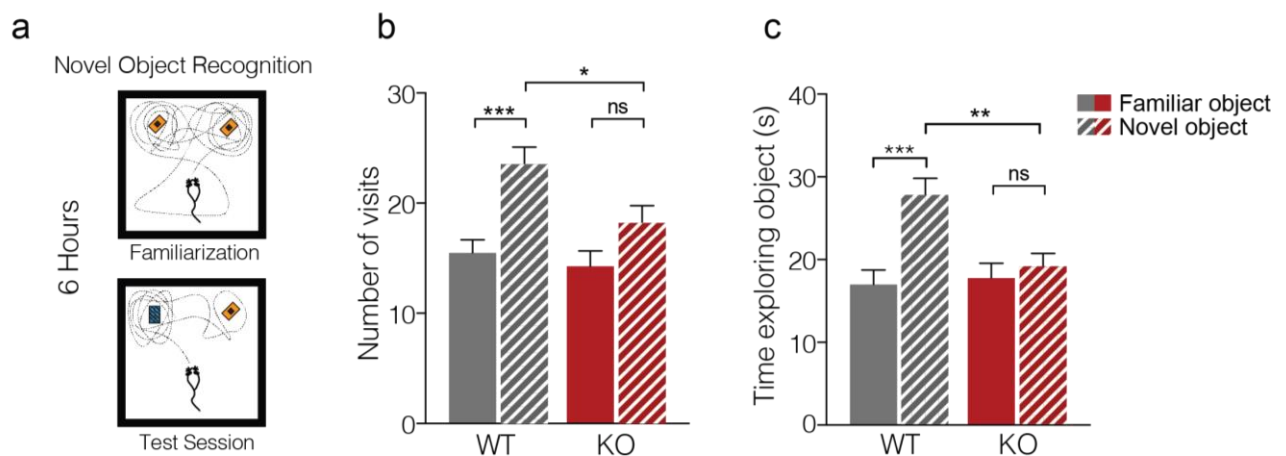 a
Novel Object Recognition
6 Hours
Familiarization
Test Session
b
Number of visits
30
20
10
0
***
*
ns
WT
KO
c
Time exploring object (s)
40
30
20
10
0
***
**
ns
WT
KO
Familiar object
Novel object